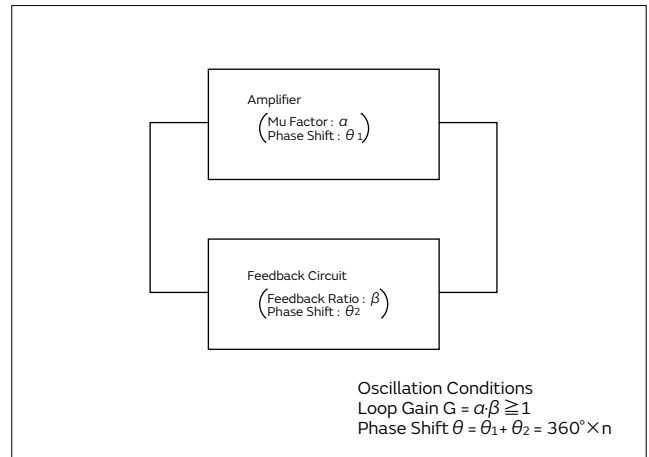 Amplifier
(Mu Factor : α
Phase Shift : θ1)
Feedback Circuit
(Feedback Ratio : β
Phase Shift : θ2)
Oscillation Conditions
Loop Gain G = α·β ≧ 1
Phase Shift θ = θ1 + θ2 = 360° × n